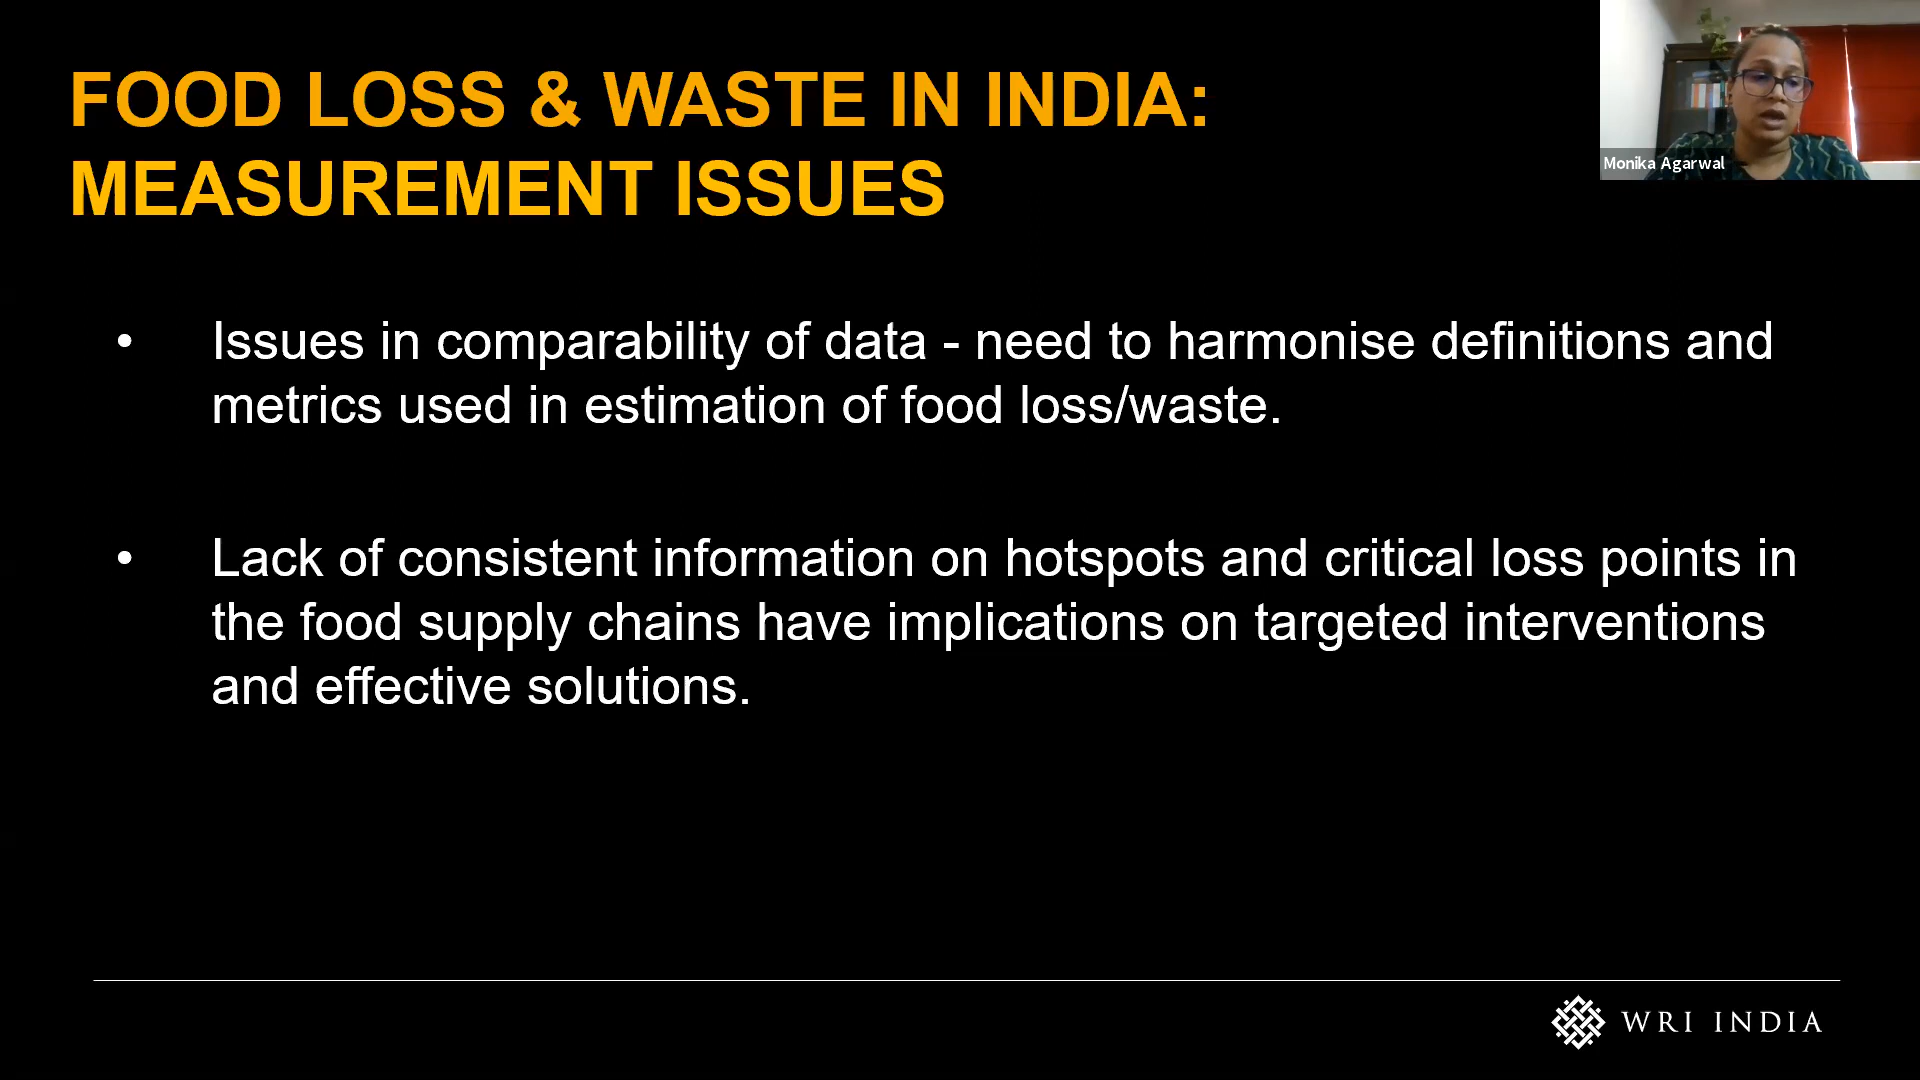 FOOD LOSS & WASTE IN INDIA:
MEASUREMENT ISSUES
Monika Agarwal
• Issues in comparability of data - need to harmonise definitions and
metrics used in estimation of food loss/waste.
• Lack of consistent information on hotspots and critical loss points in
the food supply chains have implications on targeted interventions
and effective solutions.
WRI INDIA